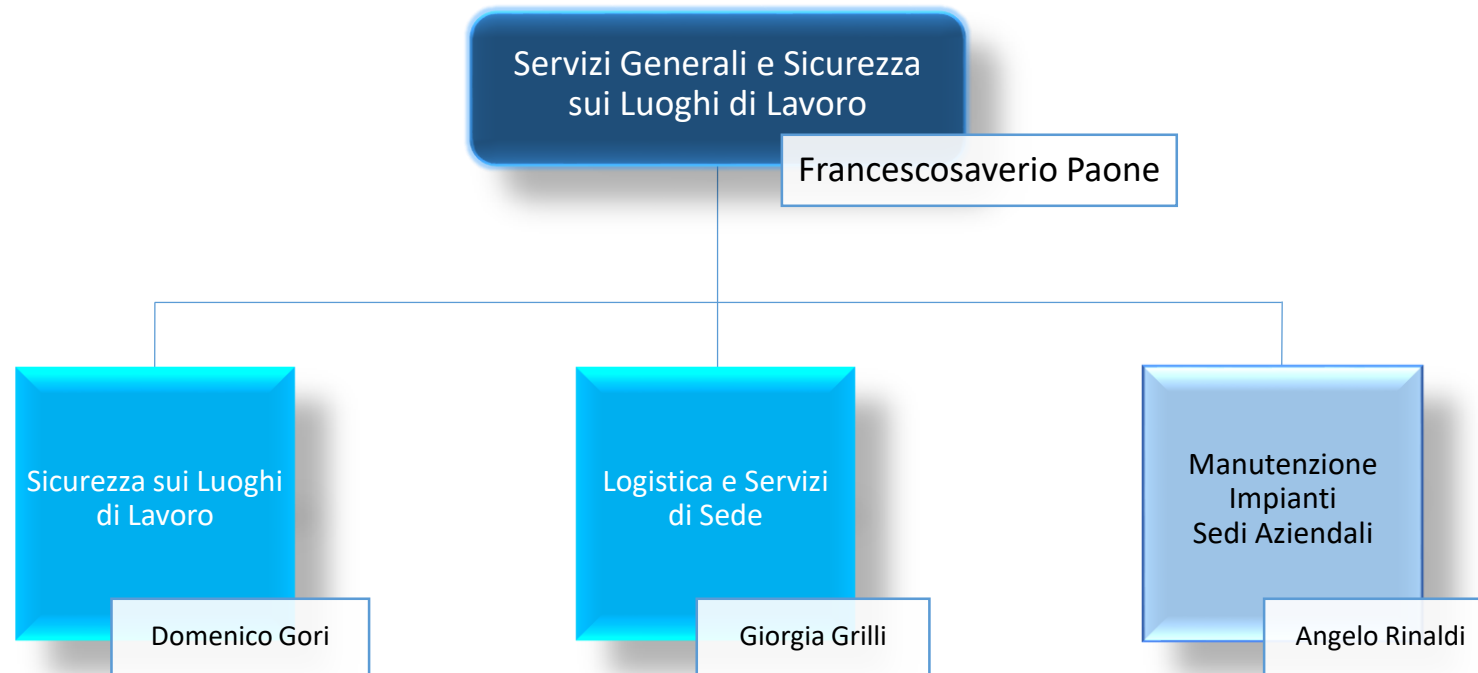 Servizi Generali e Sicurezza
sui Luoghi di Lavoro
Francescosaverio Paone
Sicurezza sui Luoghi
di Lavoro
Domenico Gori
Logistica e Servizi
di Sede
Giorgia Grilli
Manutenzione
Impianti
Sedi Aziendali
Angelo Rinaldi